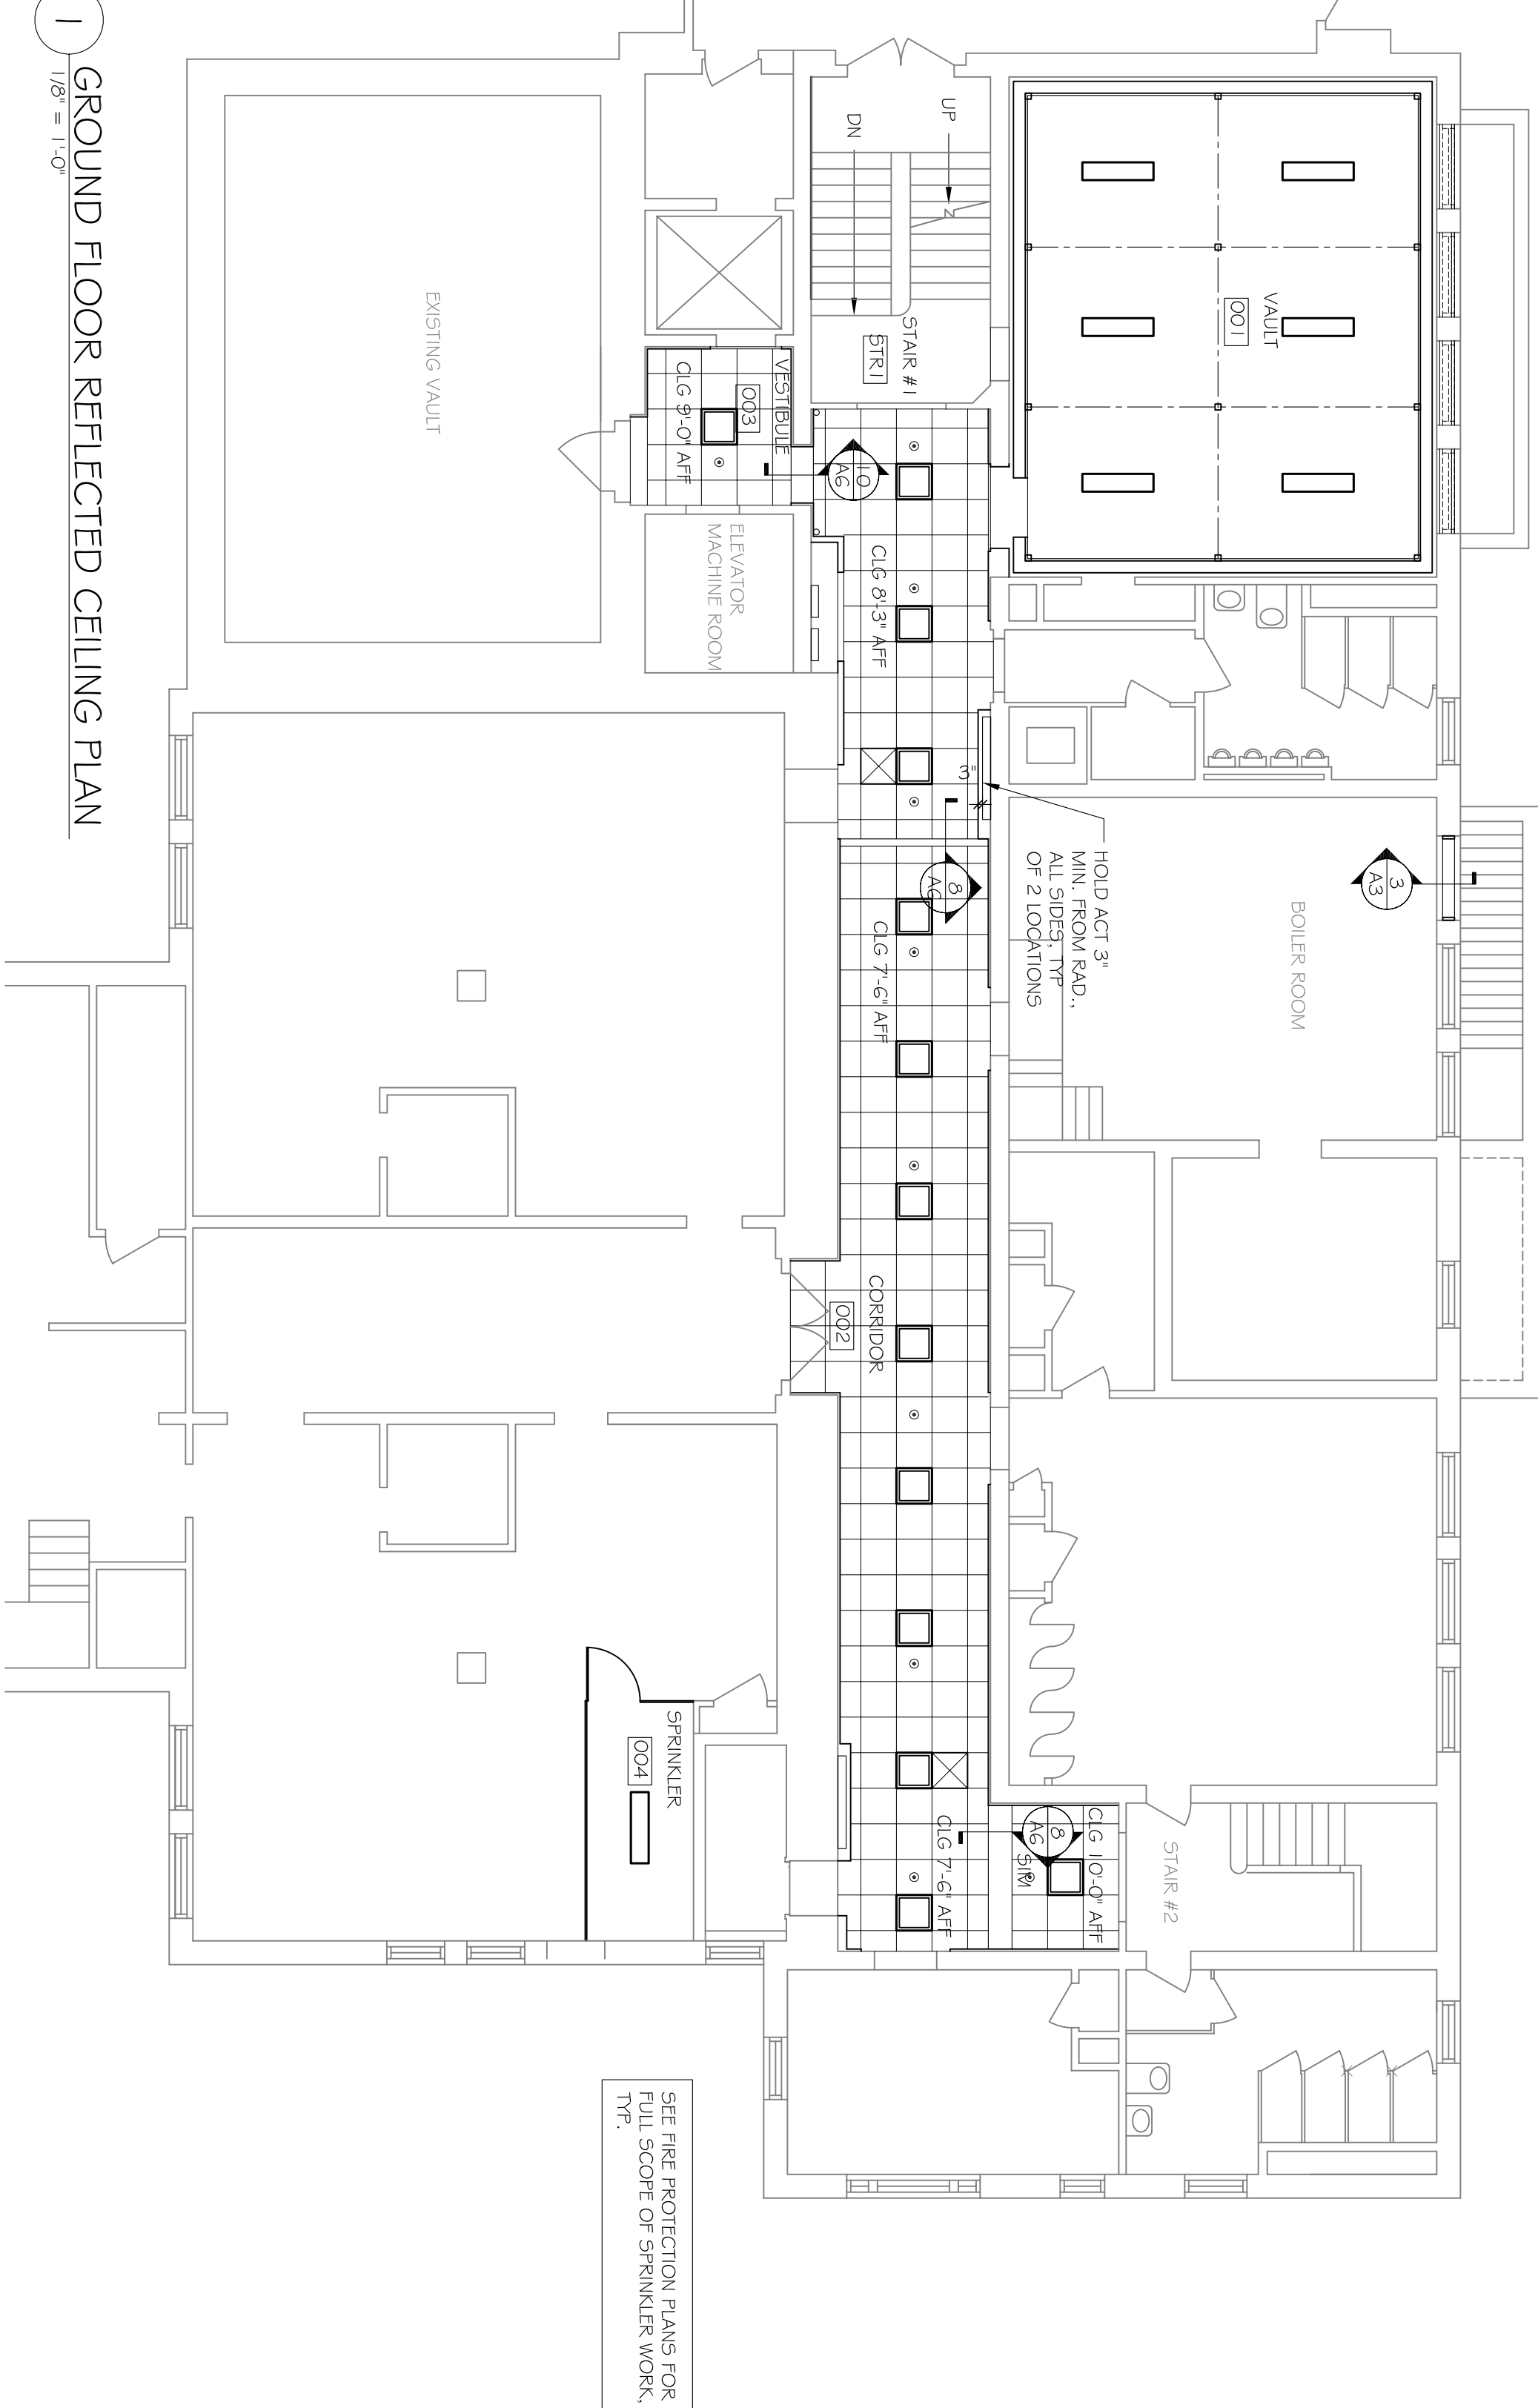 1
GROUND FLOOR REFLECTED CEILING PLAN
1/8" = 1'-0"
UP
DN
STAIR #1
STR1
VAULT
001
EXISTING VAULT
VESTIBULE
003
CLG 9'-0" AFF
10
A6
ELEVATOR
MACHINE ROOM
CLG 8'-3" AFF
3"
HOLD ACT 3"
MIN. FROM RAD.,
ALL SIDES, TYP
OF 2 LOCATIONS
8
A6
CLG 7'-6" AFF
BOILER ROOM
3
A3
CORRIDOR
002
SPRINKLER
004
CLG 7'-6" AFF
8
A6
SIM
CLG 10'-0" AFF
STAIR #2
SEE FIRE PROTECTION PLANS FOR
FULL SCOPE OF SPRINKLER WORK,
TYP.